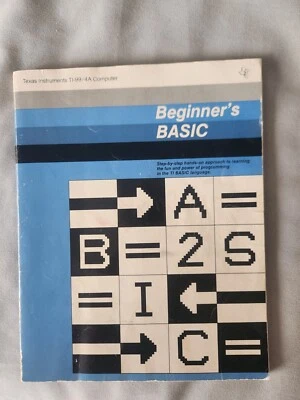 Texas Instruments TI-99/4A Computer
Beginner's
BASIC
Step-by-step hands-on approach to learning
the fun and power of programming
in the TI BASIC language.
→ A =
B = 2 S
= I ←
→ C =